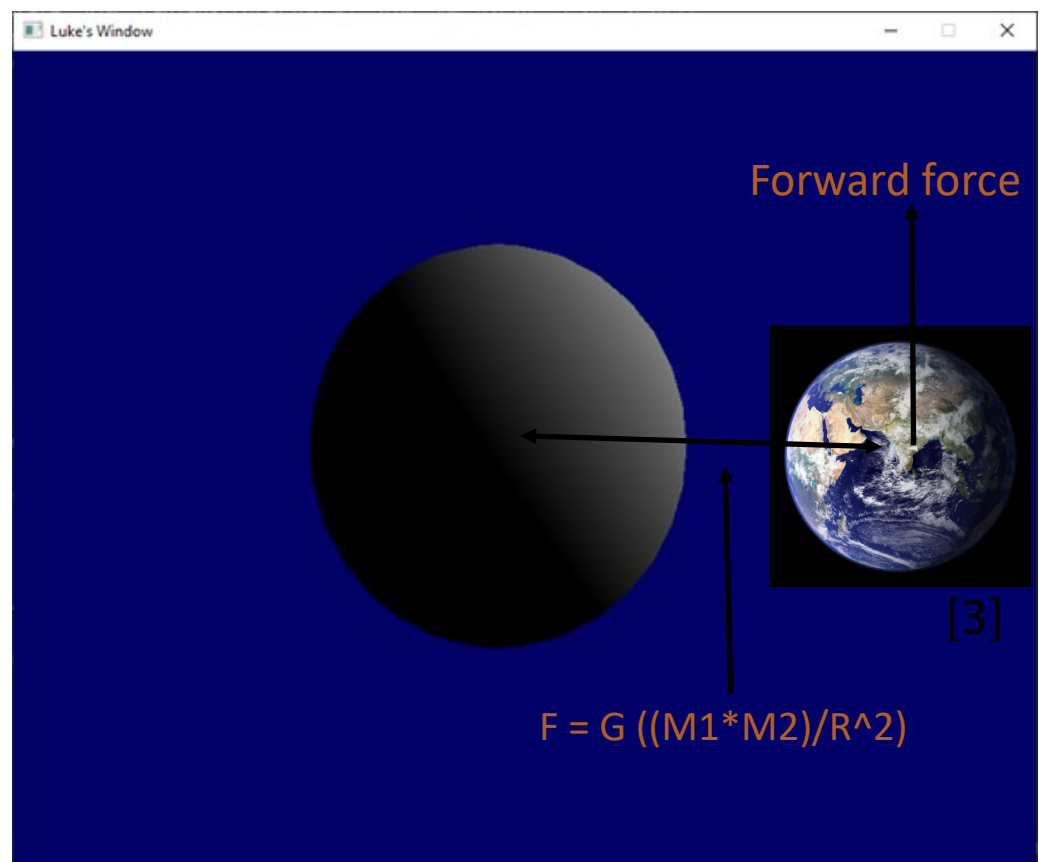 Luke's Window
Forward force
[3]
F = G ((M1*M2)/R^2)